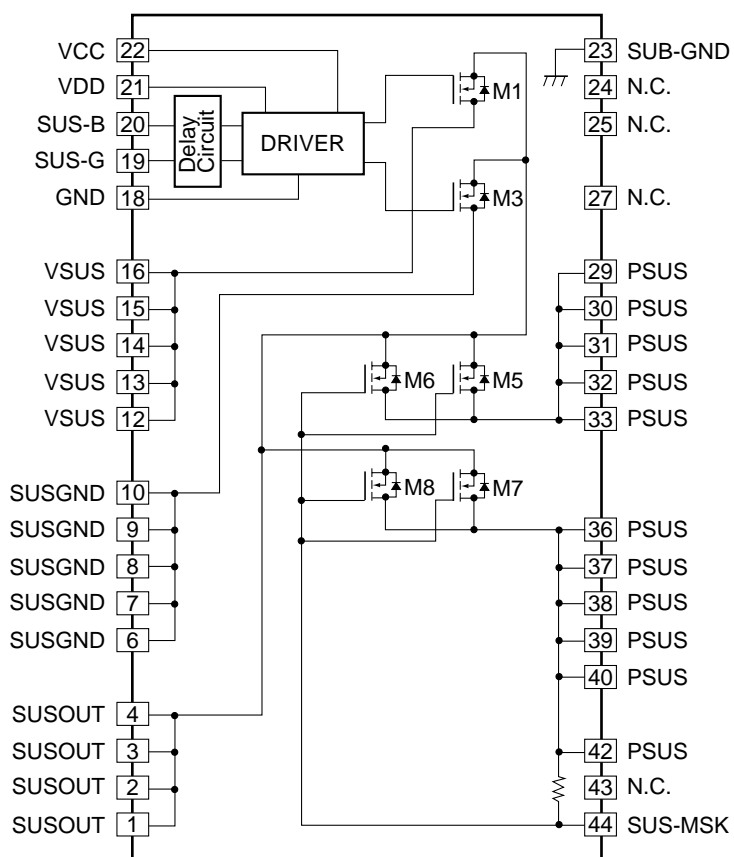 VCC 22
VDD 21
SUS-B 20
SUS-G 19
GND 18
Delay
Circuit
DRIVER
M1
M3
23 SUB-GND
24 N.C.
25 N.C.
27 N.C.
VSUS 16
VSUS 15
VSUS 14
VSUS 13
VSUS 12
29 PSUS
30 PSUS
31 PSUS
32 PSUS
33 PSUS
M6
M5
M8
M7
SUSGND 10
SUSGND 9
SUSGND 8
SUSGND 7
SUSGND 6
36 PSUS
37 PSUS
38 PSUS
39 PSUS
40 PSUS
SUSOUT 4
SUSOUT 3
SUSOUT 2
SUSOUT 1
42 PSUS
43 N.C.
44 SUS-MSK